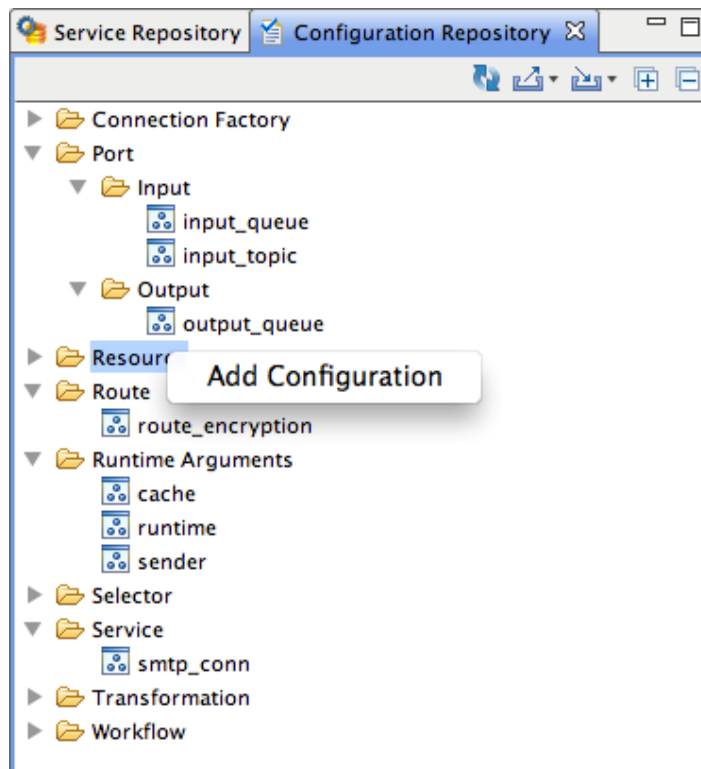 Service Repository Configuration Repository
Connection Factory
Port
Input
input_queue
input_topic
Output
output_queue
Add Configuration
Route
route_encryption
Runtime Arguments
cache
runtime
sender
Selector
Service
smtp_conn
Transformation
Workflow